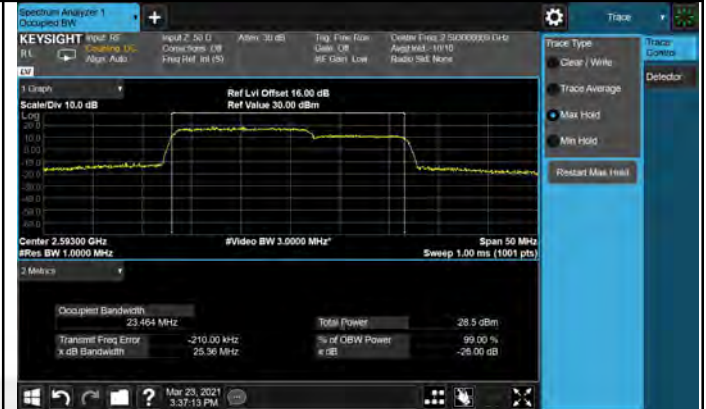 Spectrum Analyzer 1
Occupied BW
Trace
KEYSIGHT Input: RF
Coupling: DC
Align: Auto
Input Z: 50 Ω
Corrections: Off
Freq Ref: Int (S)
Atten: 30 dB
Trig: Free Run
Gate: Off
#IF Gain: Low
Center Freq: 2.593000000 GHz
Avg|Hold: 10/10
Radio Std: None
Trace Type
Clear / Write
Trace Average
Max Hold
Min Hold
Restart Max Hold
Trace
Control
Detector
1 Graph
Scale/Div 10.0 dB
Ref Lvl Offset 16.00 dB
Ref Value 30.00 dBm
Log
20.0
10.0
0.00
Center 2.59300 GHz
#Res BW 1.0000 MHz
#Video BW 3.0000 MHz*
Span 50 MHz
Sweep 1.00 ms (1001 pts)
2 Metrics
Occupied Bandwidth
23.464 MHz
Total Power 28.5 dBm
Transmit Freq Error -210.00 kHz
% of OBW Power 99.00 %
x dB Bandwidth 25.36 MHz
x dB -26.00 dB
Mar 23, 2021
3:37:13 PM